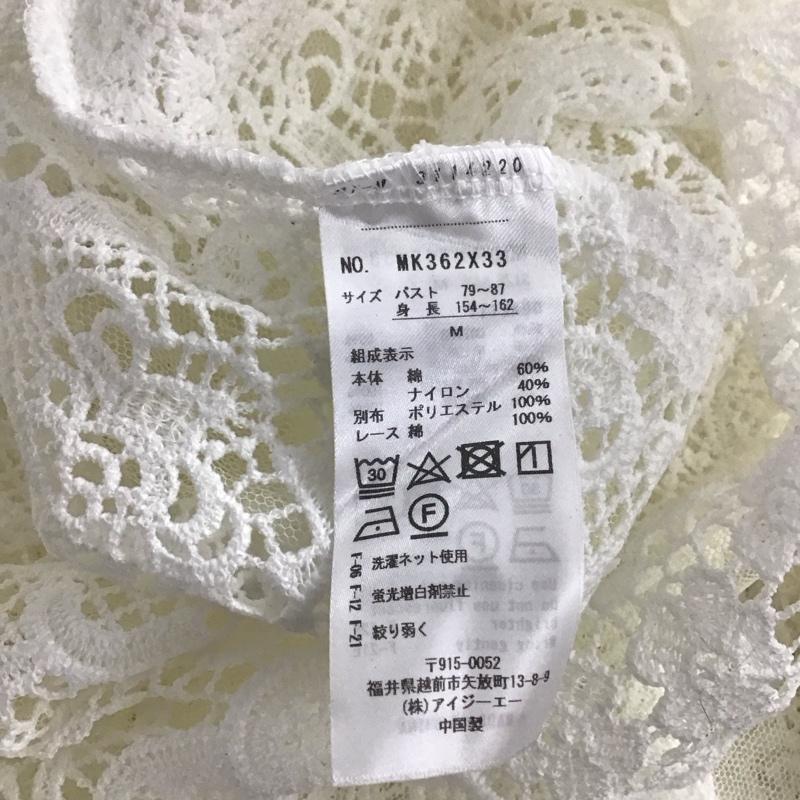 NO. MK362X33
サイズ バスト 79～87
身長 154～162
M
組成表示
本体 綿 60%
ナイロン 40%
別布 ポリエステル 100%
レース 綿 100%
30
F
F-06 洗濯ネット使用
F-12 蛍光増白剤禁止
F-21 絞り弱く
〒915-0052
福井県越前市矢放町13-8-9
(株)アイジーエー
中国製